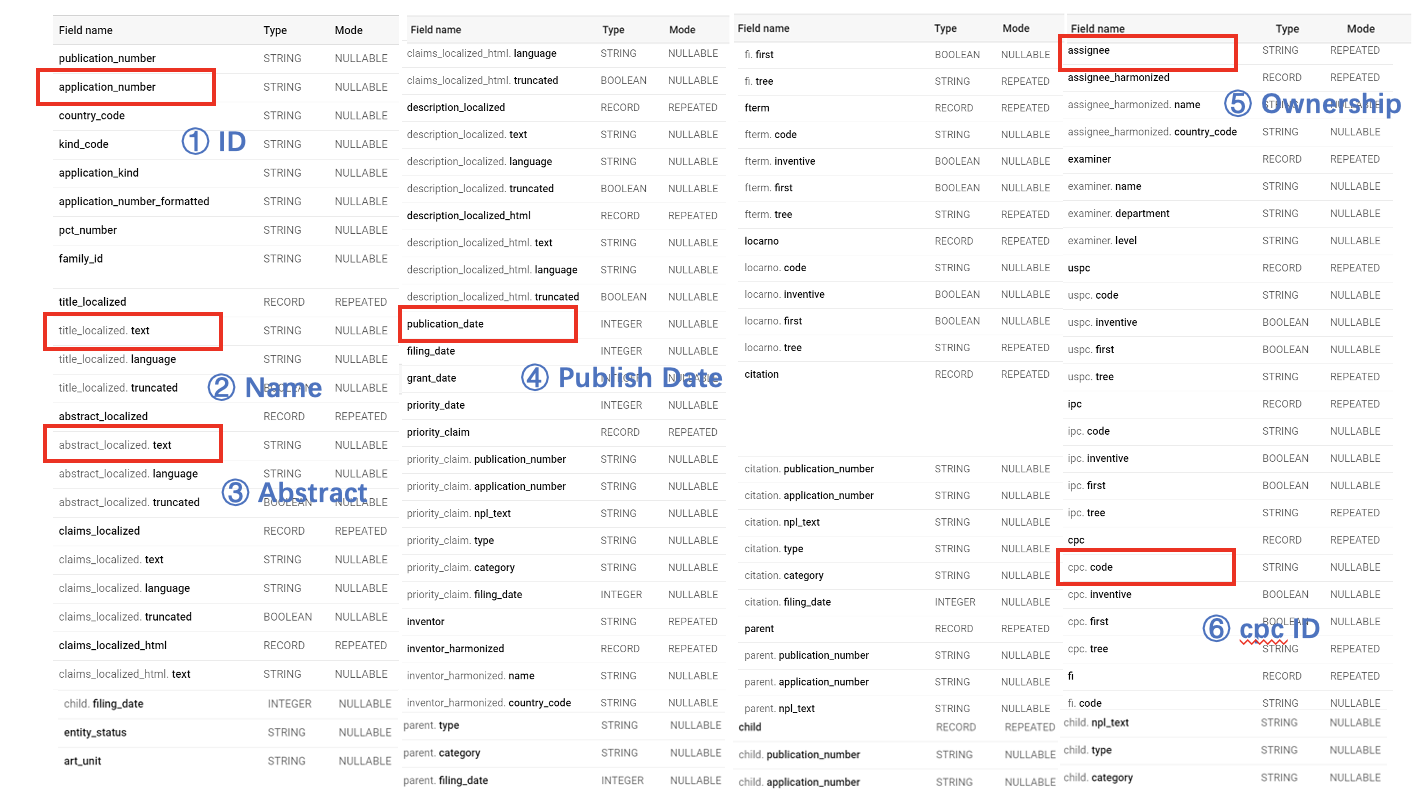 Field name Type Mode
publication_number STRING NULLABLE
application_number STRING NULLABLE
country_code STRING NULLABLE
① ID
kind_code STRING NULLABLE
application_kind STRING NULLABLE
application_number_formatted STRING NULLABLE
pct_number STRING NULLABLE
family_id STRING NULLABLE
title_localized RECORD REPEATED
title_localized. text STRING NULLABLE
title_localized. language STRING NULLABLE
title_localized. truncated BOOLEAN NULLABLE
② Name
abstract_localized RECORD REPEATED
abstract_localized. text STRING NULLABLE
abstract_localized. language STRING NULLABLE
③ Abstract
abstract_localized. truncated BOOLEAN NULLABLE
claims_localized RECORD REPEATED
claims_localized. text STRING NULLABLE
claims_localized. language STRING NULLABLE
claims_localized. truncated BOOLEAN NULLABLE
claims_localized_html RECORD REPEATED
claims_localized_html. text STRING NULLABLE
child. filing_date INTEGER NULLABLE
entity_status STRING NULLABLE
art_unit STRING NULLABLE
Field name Type Mode
claims_localized_html. language STRING NULLABLE
claims_localized_html. truncated BOOLEAN NULLABLE
description_localized RECORD REPEATED
description_localized. text STRING NULLABLE
description_localized. language STRING NULLABLE
description_localized. truncated BOOLEAN NULLABLE
description_localized_html RECORD REPEATED
description_localized_html. text STRING NULLABLE
description_localized_html. language STRING NULLABLE
description_localized_html. truncated BOOLEAN NULLABLE
publication_date INTEGER NULLABLE
filing_date INTEGER NULLABLE
grant_date INTEGER NULLABLE
④ Publish Date
priority_date INTEGER NULLABLE
priority_claim RECORD REPEATED
priority_claim. publication_number STRING NULLABLE
priority_claim. application_number STRING NULLABLE
priority_claim. npl_text STRING NULLABLE
priority_claim. type STRING NULLABLE
priority_claim. category STRING NULLABLE
priority_claim. filing_date INTEGER NULLABLE
inventor STRING REPEATED
inventor_harmonized RECORD REPEATED
inventor_harmonized. name STRING NULLABLE
inventor_harmonized. country_code STRING NULLABLE
parent. type STRING NULLABLE
parent. category STRING NULLABLE
parent. filing_date INTEGER NULLABLE
Field name Type Mode
fi. first BOOLEAN NULLABLE
fi. tree STRING REPEATED
fterm RECORD REPEATED
fterm. code STRING NULLABLE
fterm. inventive BOOLEAN NULLABLE
fterm. first BOOLEAN NULLABLE
fterm. tree STRING REPEATED
locarno RECORD REPEATED
locarno. code STRING NULLABLE
locarno. inventive BOOLEAN NULLABLE
locarno. first BOOLEAN NULLABLE
locarno. tree STRING REPEATED
citation RECORD REPEATED
citation. publication_number STRING NULLABLE
citation. application_number STRING NULLABLE
citation. npl_text STRING NULLABLE
citation. type STRING NULLABLE
citation. category STRING NULLABLE
citation. filing_date INTEGER NULLABLE
parent RECORD REPEATED
parent. publication_number STRING NULLABLE
parent. application_number STRING NULLABLE
parent. npl_text STRING NULLABLE
child RECORD REPEATED
child. publication_number STRING NULLABLE
child. application_number STRING NULLABLE
Field name Type Mode
assignee STRING REPEATED
assignee_harmonized RECORD REPEATED
assignee_harmonized. name STRING NULLABLE
⑤ Ownership
assignee_harmonized. country_code STRING NULLABLE
examiner RECORD REPEATED
examiner. name STRING NULLABLE
examiner. department STRING NULLABLE
examiner. level STRING NULLABLE
uspc RECORD REPEATED
uspc. code STRING NULLABLE
uspc. inventive BOOLEAN NULLABLE
uspc. first BOOLEAN NULLABLE
uspc. tree STRING REPEATED
ipc RECORD REPEATED
ipc. code STRING NULLABLE
ipc. inventive BOOLEAN NULLABLE
ipc. first BOOLEAN NULLABLE
ipc. tree STRING REPEATED
cpc RECORD REPEATED
cpc. code STRING NULLABLE
cpc. inventive BOOLEAN NULLABLE
cpc. first BOOLEAN NULLABLE
⑥ cpc ID
cpc. tree STRING REPEATED
fi RECORD REPEATED
fi. code STRING NULLABLE
child. npl_text STRING NULLABLE
child. type STRING NULLABLE
child. category STRING NULLABLE